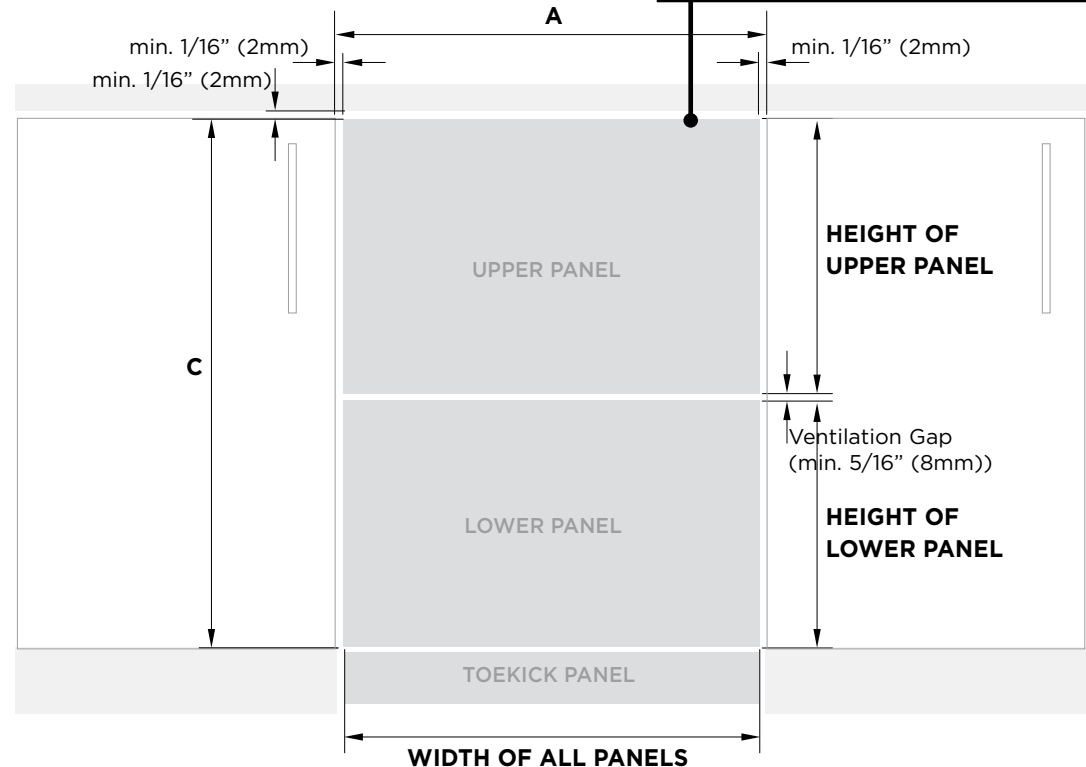 A
min. 1/16” (2mm)
min. 1/16” (2mm)
min. 1/16” (2mm)
UPPER PANEL
HEIGHT OF
UPPER PANEL
C
Ventilation Gap
(min. 5/16” (8mm))
LOWER PANEL
HEIGHT OF
LOWER PANEL
TOEKICK PANEL
WIDTH OF ALL PANELS